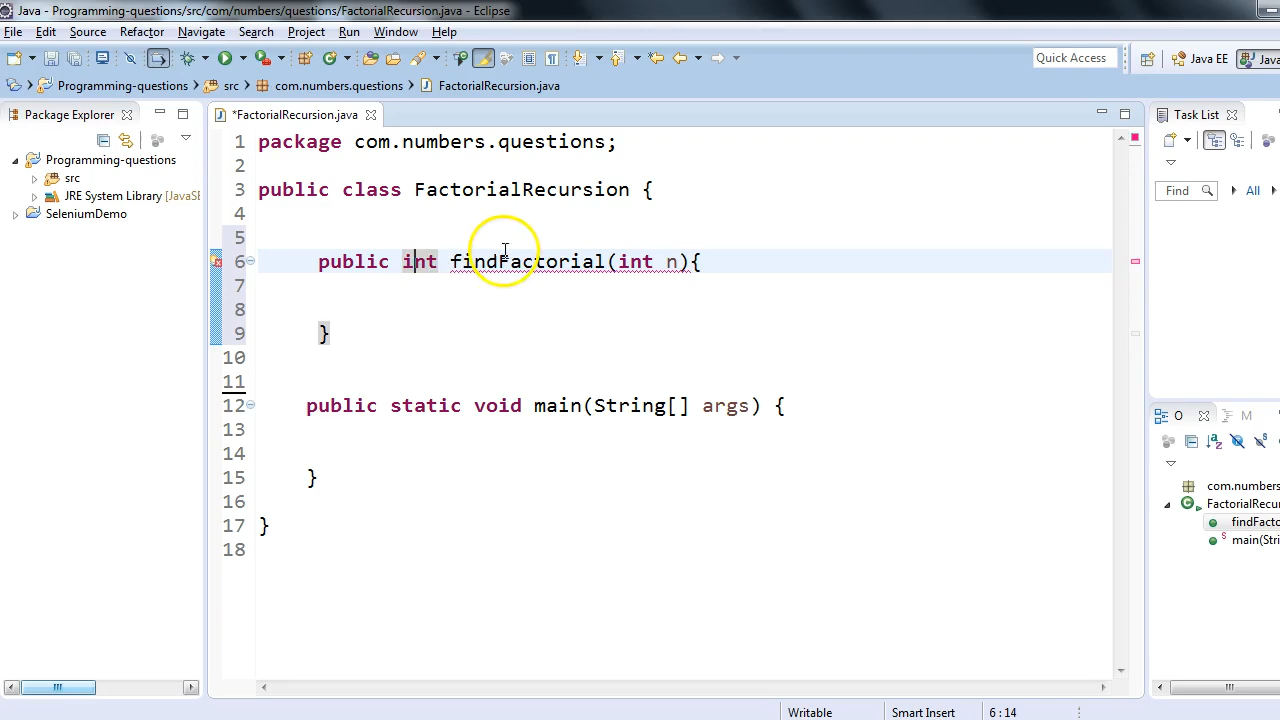 Java - Programming-questions/src/com/numbers/questions/FactorialRecursion.java - Eclipse
File Edit Source Refactor Navigate Search Project Run Window Help
Quick Access
Java EE
Java
Programming-questions
src
com.numbers.questions
FactorialRecursion.java
Package Explorer
*FactorialRecursion.java
Task List
Programming-questions
src
JRE System Library [JavaSE
SeleniumDemo
Find
All
1 package com.numbers.questions;
2
3 public class FactorialRecursion {
4
5
6 public int findFactorial(int n){
7
8
9 }
10
11
12 public static void main(String[] args) {
13
14
15 }
16
17 }
18
O
M
com.numbers
FactorialRecur
findFacto
main(Stri
Writable
Smart Insert
6 : 14